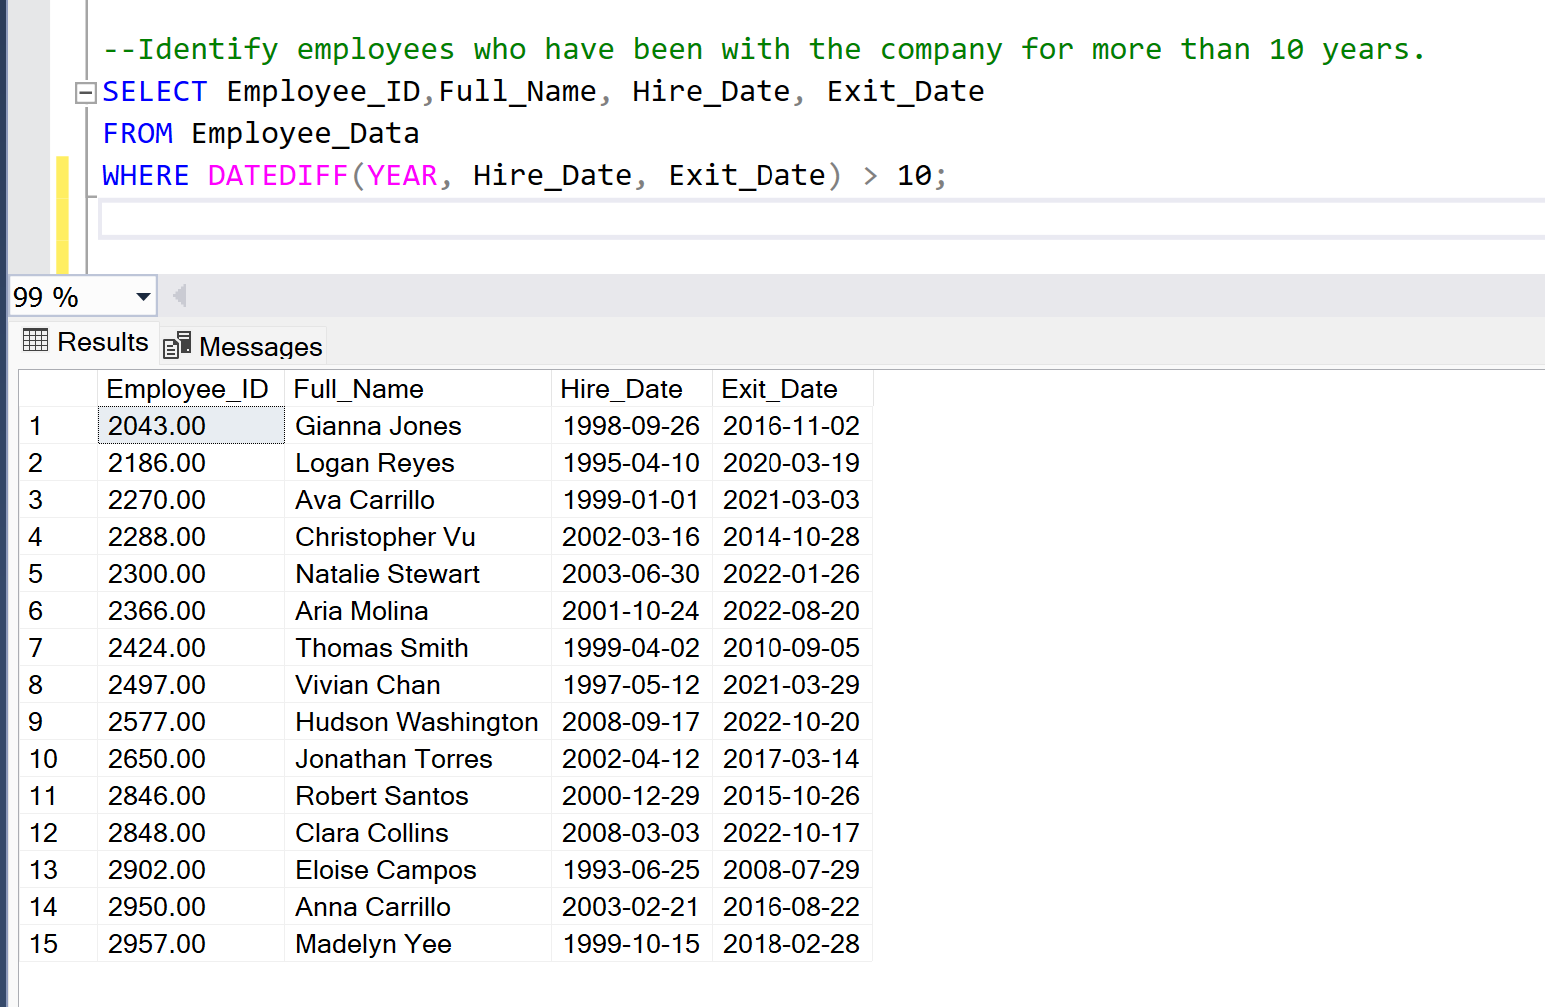 --Identify employees who have been with the company for more than 10 years.
SELECT Employee_ID,Full_Name, Hire_Date, Exit_Date
FROM Employee_Data
WHERE DATEDIFF(YEAR, Hire_Date, Exit_Date) > 10;
99 %
Results Messages
Employee_ID Full_Name Hire_Date Exit_Date
1 2043.00 Gianna Jones 1998-09-26 2016-11-02
2 2186.00 Logan Reyes 1995-04-10 2020-03-19
3 2270.00 Ava Carrillo 1999-01-01 2021-03-03
4 2288.00 Christopher Vu 2002-03-16 2014-10-28
5 2300.00 Natalie Stewart 2003-06-30 2022-01-26
6 2366.00 Aria Molina 2001-10-24 2022-08-20
7 2424.00 Thomas Smith 1999-04-02 2010-09-05
8 2497.00 Vivian Chan 1997-05-12 2021-03-29
9 2577.00 Hudson Washington 2008-09-17 2022-10-20
10 2650.00 Jonathan Torres 2002-04-12 2017-03-14
11 2846.00 Robert Santos 2000-12-29 2015-10-26
12 2848.00 Clara Collins 2008-03-03 2022-10-17
13 2902.00 Eloise Campos 1993-06-25 2008-07-29
14 2950.00 Anna Carrillo 2003-02-21 2016-08-22
15 2957.00 Madelyn Yee 1999-10-15 2018-02-28